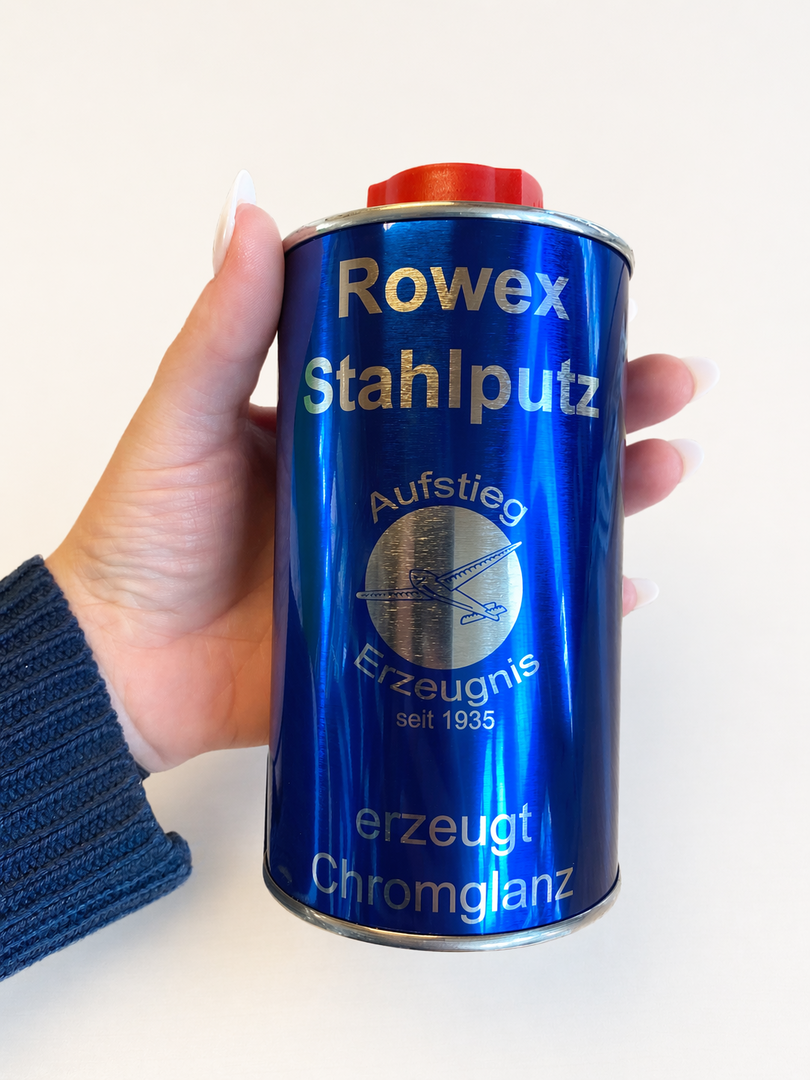 Rowex
Stahlputz
Aufstieg
Erzeugnis
seit 1935
erzeugt
Chromglanz